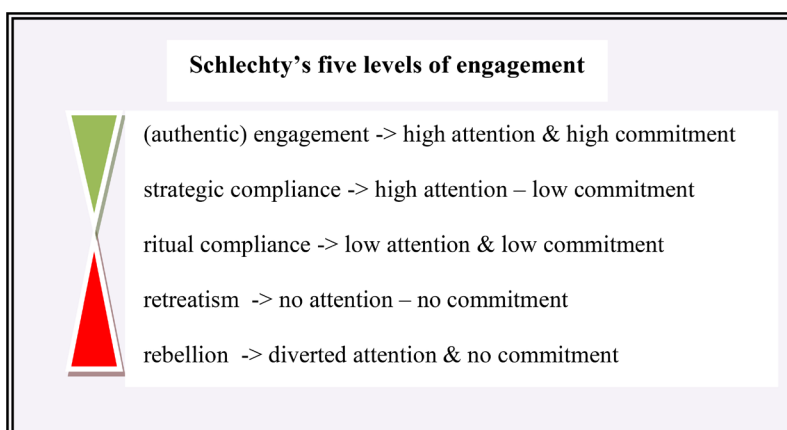 Schlechty’s five levels of engagement
(authentic) engagement -> high attention & high commitment
strategic compliance -> high attention – low commitment
ritual compliance -> low attention & low commitment
retreatism -> no attention – no commitment
rebellion -> diverted attention & no commitment